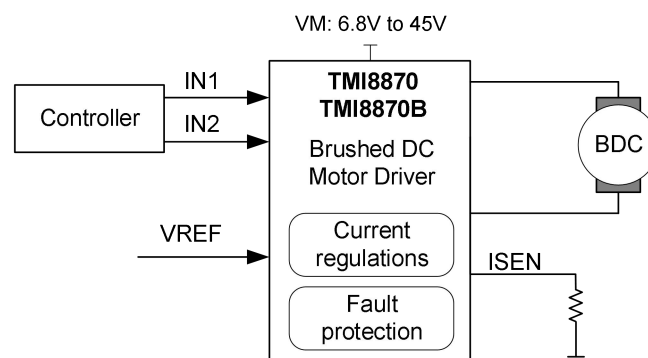 VM: 6.8V to 45V
TMI8870
TMI8870B
IN1
Controller
IN2
Brushed DC
Motor Driver
BDC
VREF
Current
regulations
ISEN
Fault
protection